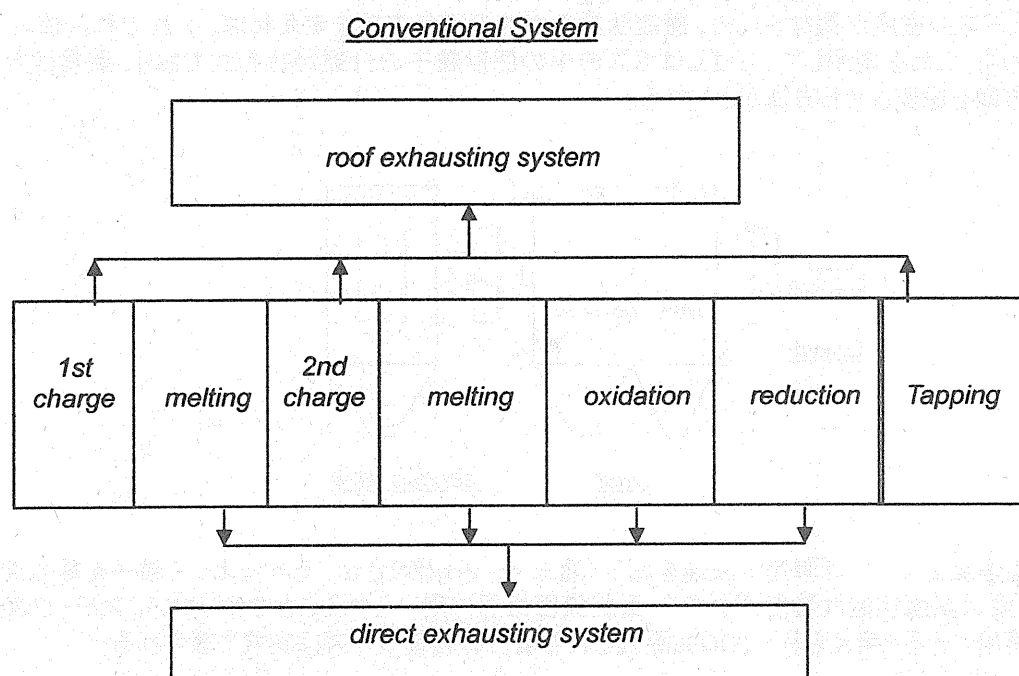 Conventional System
roof exhausting system
1st
charge
melting
2nd
charge
melting
oxidation
reduction
Tapping
direct exhausting system